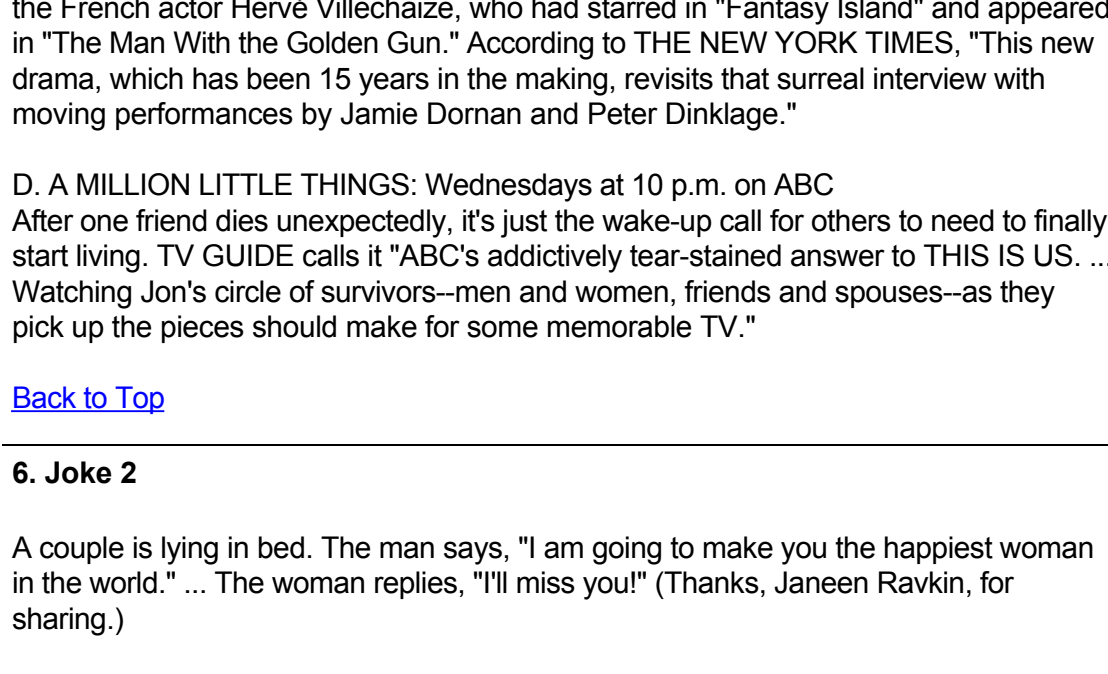 the French actor Hervé Villechaize, who had starred in "Fantasy Island" and appeared
in "The Man With the Golden Gun." According to THE NEW YORK TIMES, "This new
drama, which has been 15 years in the making, revisits that surreal interview with
moving performances by Jamie Dornan and Peter Dinklage."
D. A MILLION LITTLE THINGS: Wednesdays at 10 p.m. on ABC
After one friend dies unexpectedly, it's just the wake-up call for others to need to finally
start living. TV GUIDE calls it "ABC's addictively tear-stained answer to THIS IS US. ...
Watching Jon's circle of survivors--men and women, friends and spouses--as they
pick up the pieces should make for some memorable TV."
Back to Top
6. Joke 2
A couple is lying in bed. The man says, "I am going to make you the happiest woman
in the world." ... The woman replies, "I'll miss you!" (Thanks, Janeen Ravkin, for
sharing.)